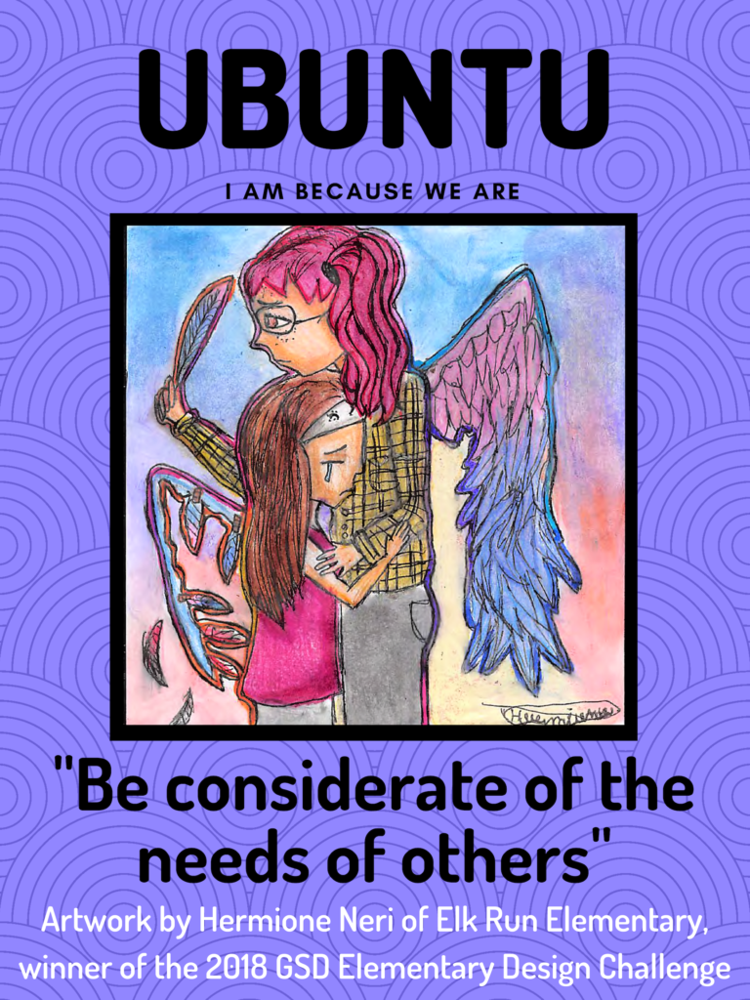 UBUNTU
I AM BECAUSE WE ARE
Hermione
"Be considerate of the
needs of others"
Artwork by Hermione Neri of Elk Run Elementary,
winner of the 2018 GSD Elementary Design Challenge